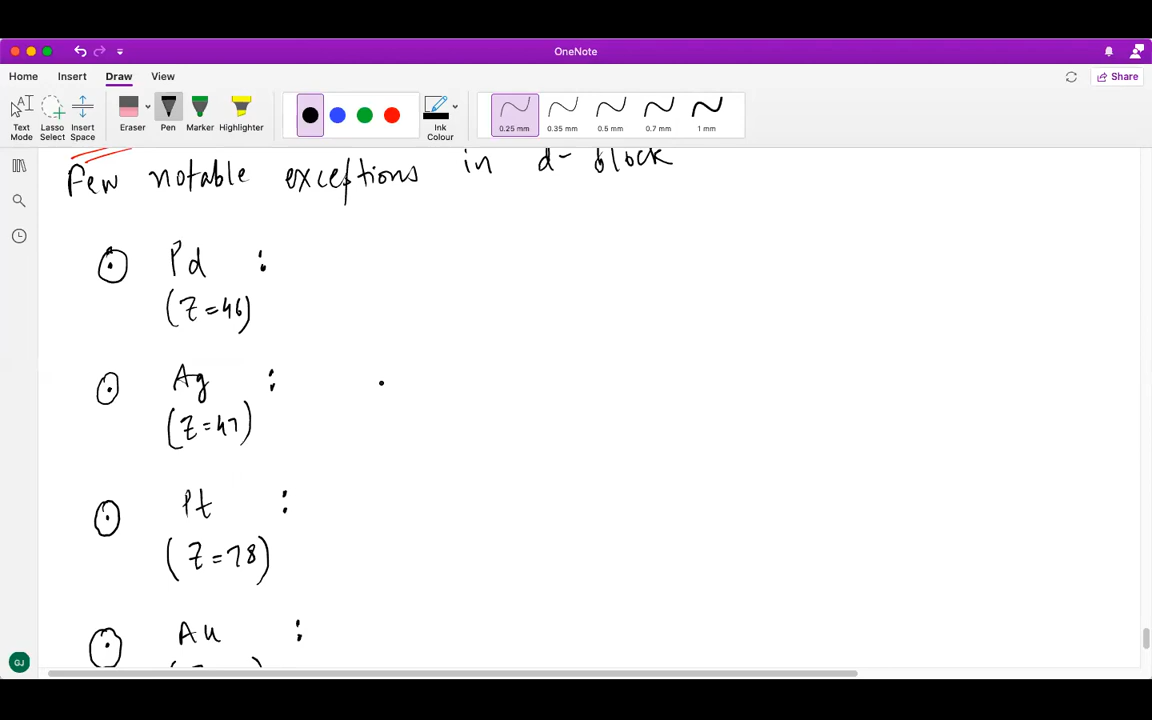 OneNote
Home Insert Draw View Share
Text Mode Lasso Select Insert Space Eraser Pen Marker Highlighter Ink Colour 0.25 mm 0.35 mm 0.5 mm 0.7 mm 1 mm
Few notable exceptions in d- block
Pd :
(Z=46)
Ag :
(Z=47)
Pt :
(Z=78)
Au :
GJ